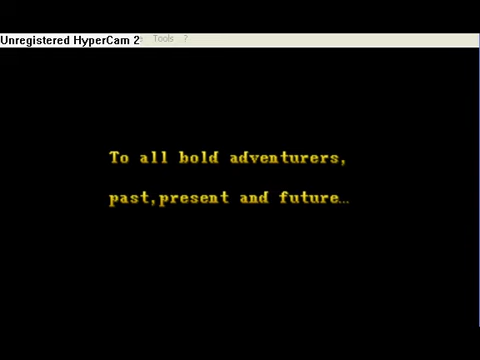 Unregistered HyperCam 2 Tools ?
To all bold adventurers,
past,present and future...